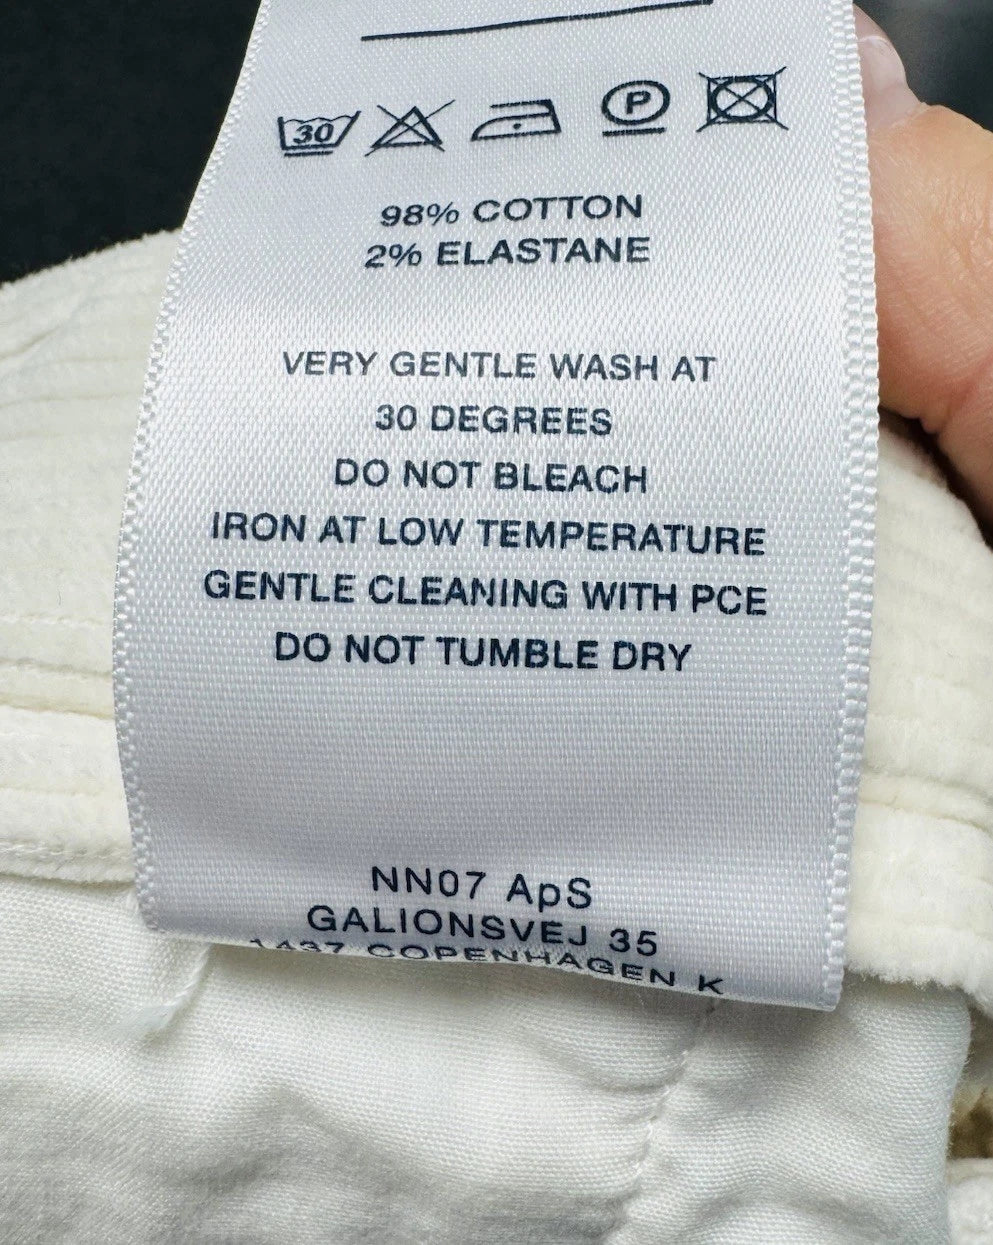 30 P
98% COTTON
2% ELASTANE
VERY GENTLE WASH AT
30 DEGREES
DO NOT BLEACH
IRON AT LOW TEMPERATURE
GENTLE CLEANING WITH PCE
DO NOT TUMBLE DRY
NN07 ApS
GALIONSVEJ 35
1437 COPENHAGEN K